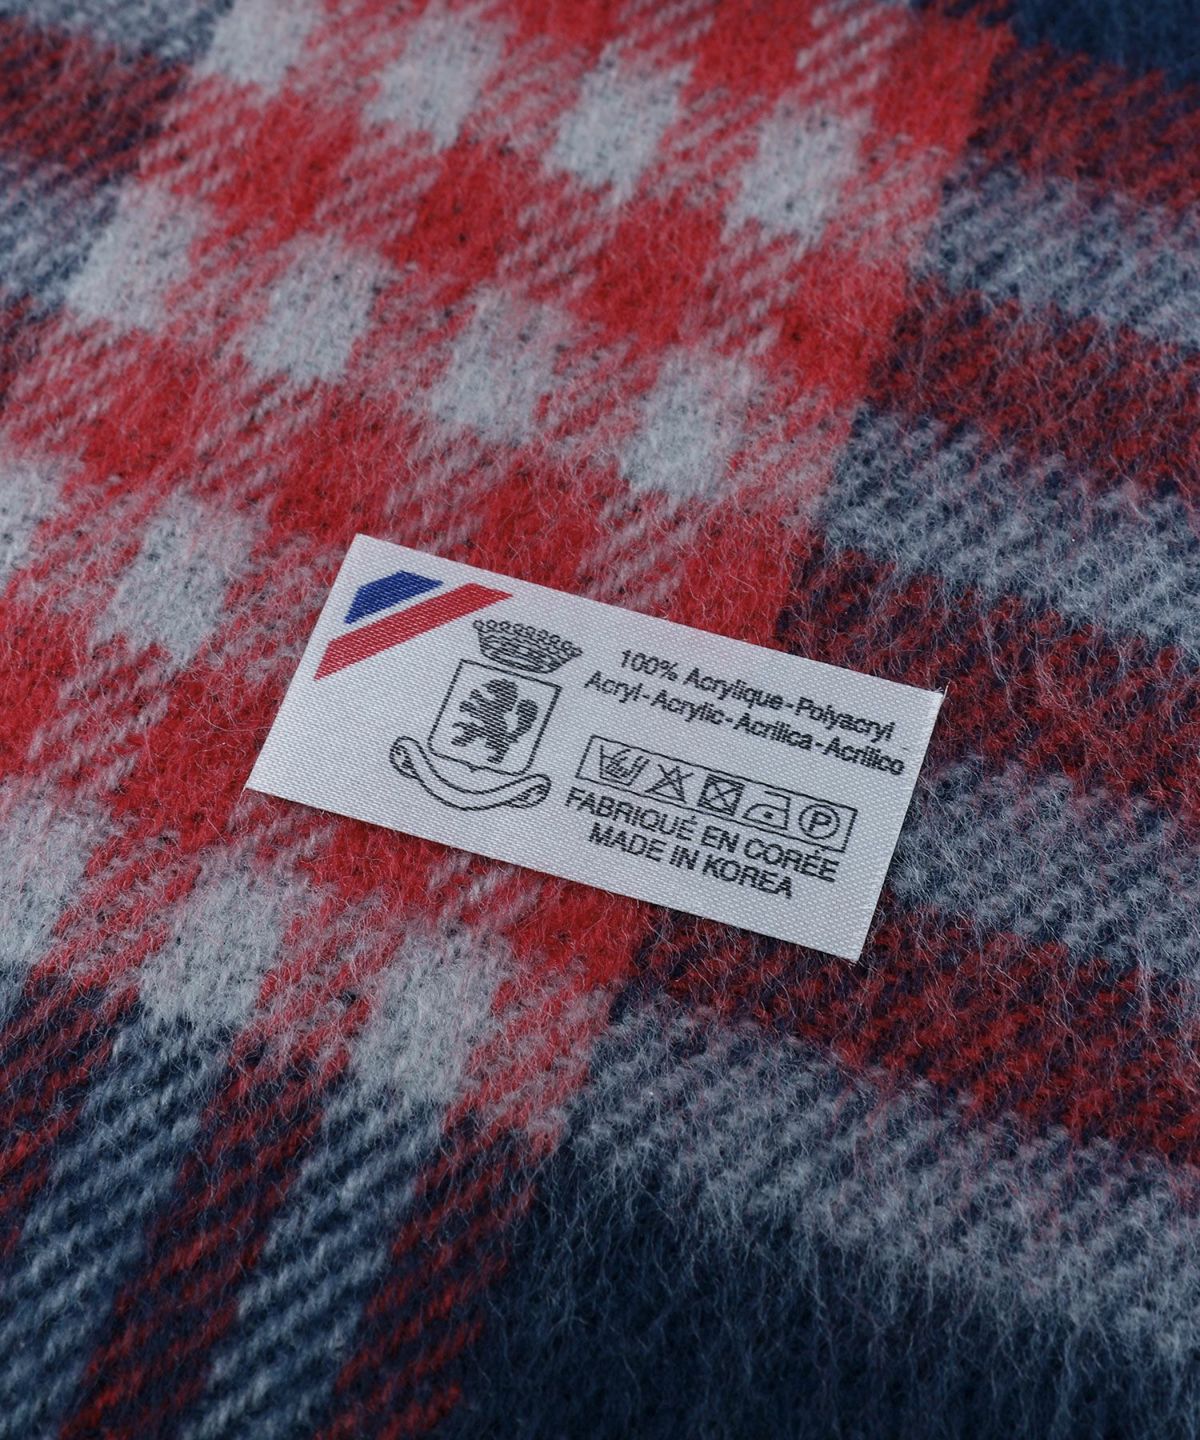 100% Acrylique-Polyacryl
Acryl-Acrylic-Acrilica-Acrilico
P
FABRIQUÉ EN CORÉE
MADE IN KOREA